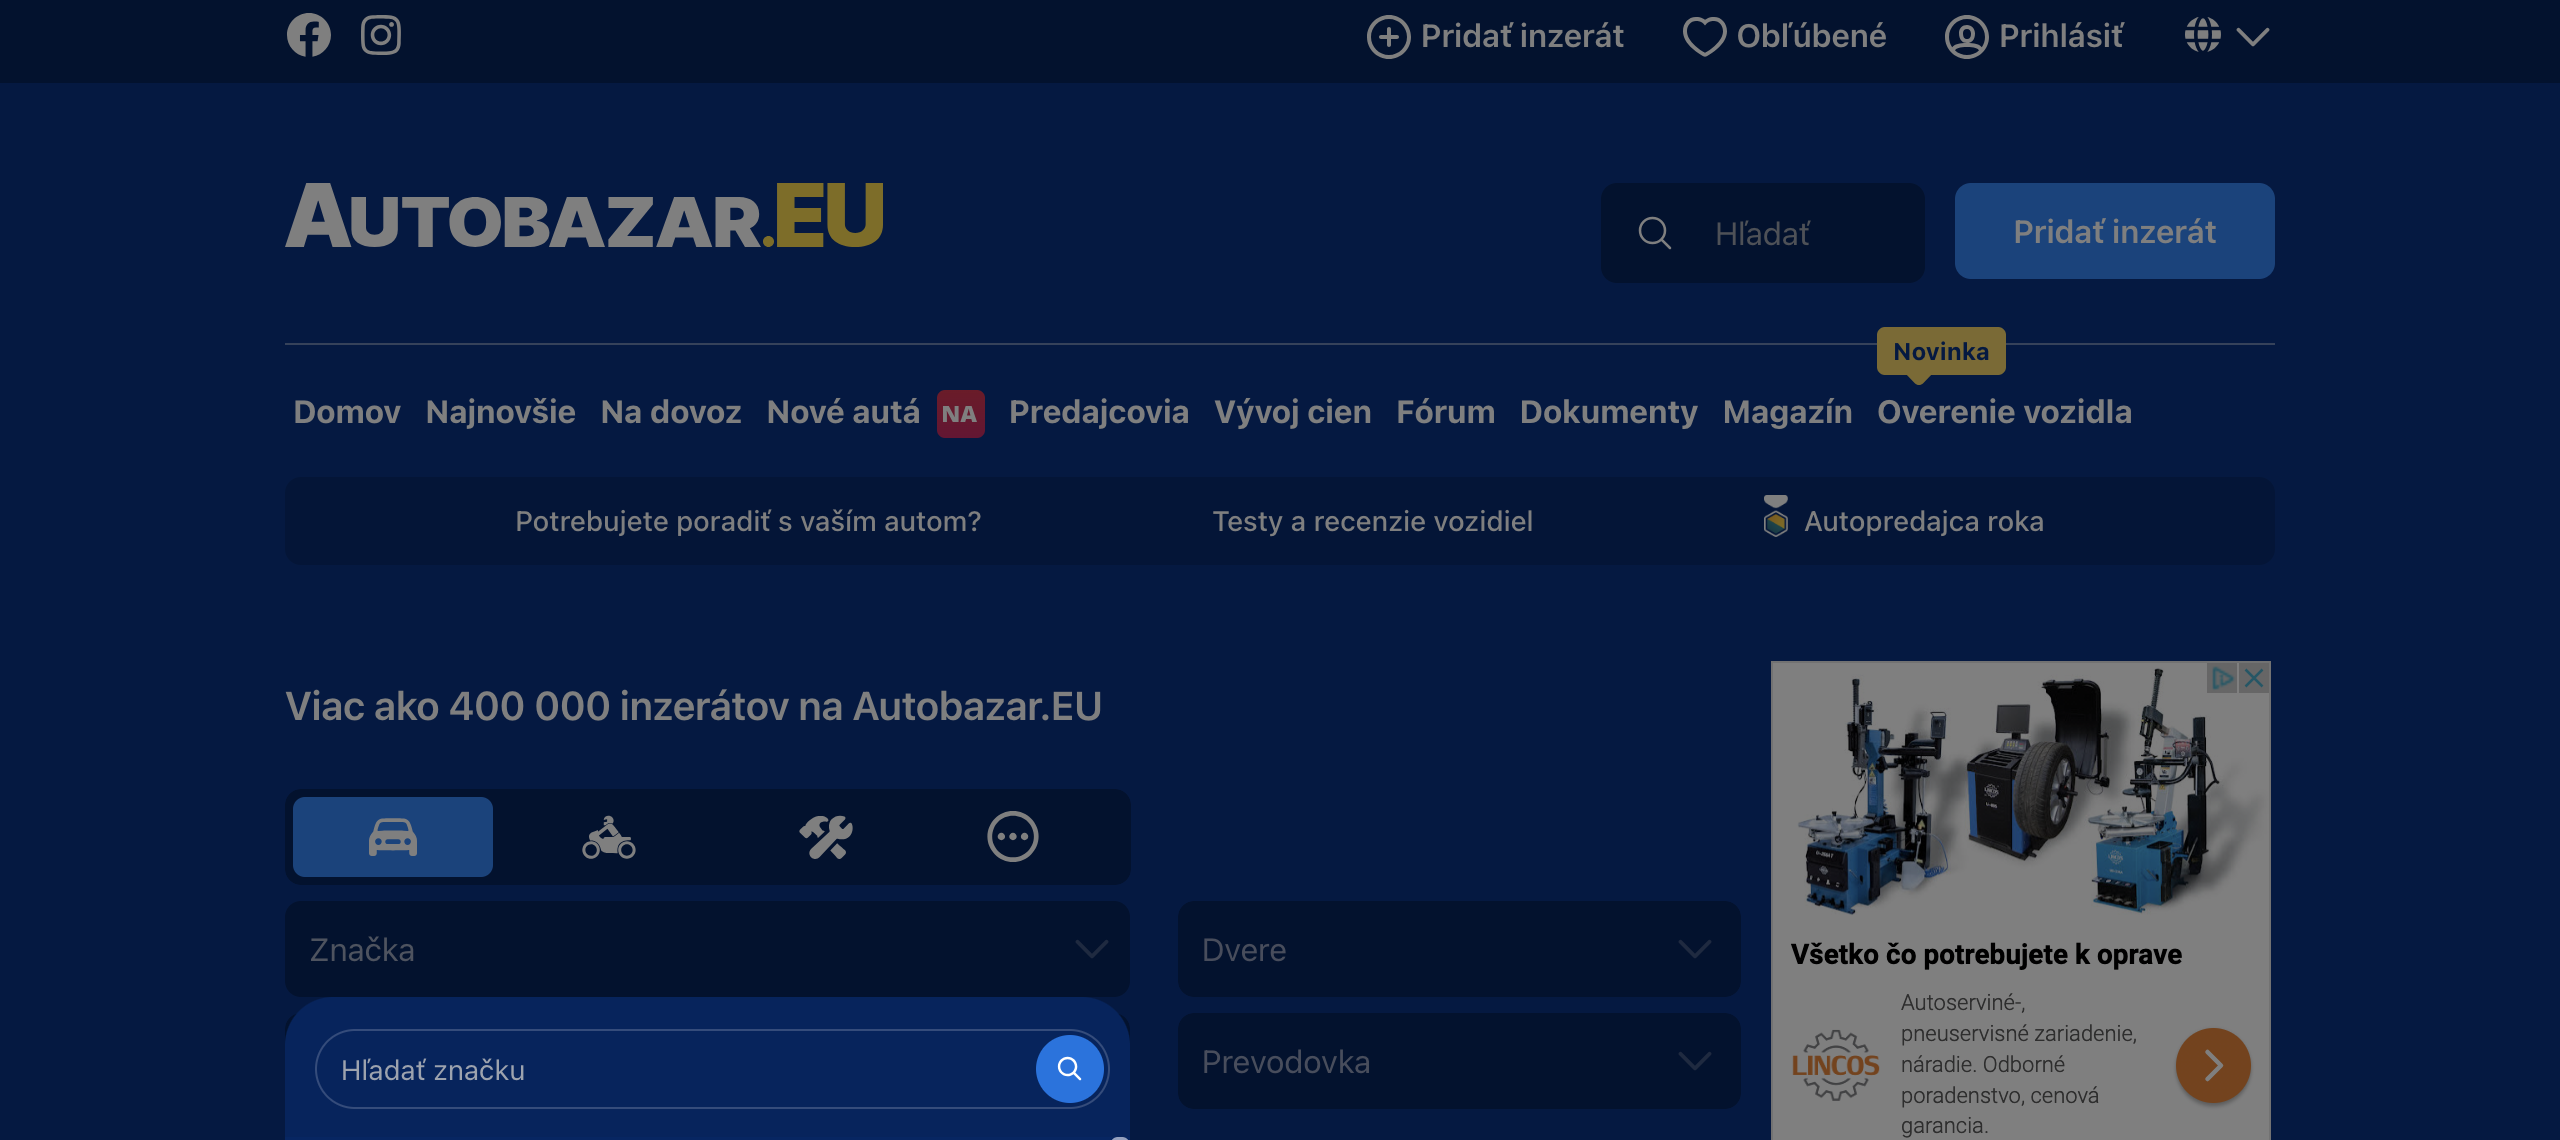 Pridať inzerát
Obľúbené
Prihlásiť
AUTOBAZAR.EU
Hľadať
Pridať inzerát
Novinka
Domov
Najnovšie
Na dovoz
Nové autá
NA
Predajcovia
Vývoj cien
Fórum
Dokumenty
Magazín
Overenie vozidla
Potrebujete poradiť s vaším autom?
Testy a recenzie vozidiel
Autopredajca roka
Viac ako 400 000 inzerátov na Autobazar.EU
Značka
Hľadať značku
Dvere
Prevodovka
Všetko čo potrebujete k oprave
LINCOS
Autoserviné-,
pneuservisné zariadenie,
náradie. Odborné
poradenstvo, cenová
garancia.